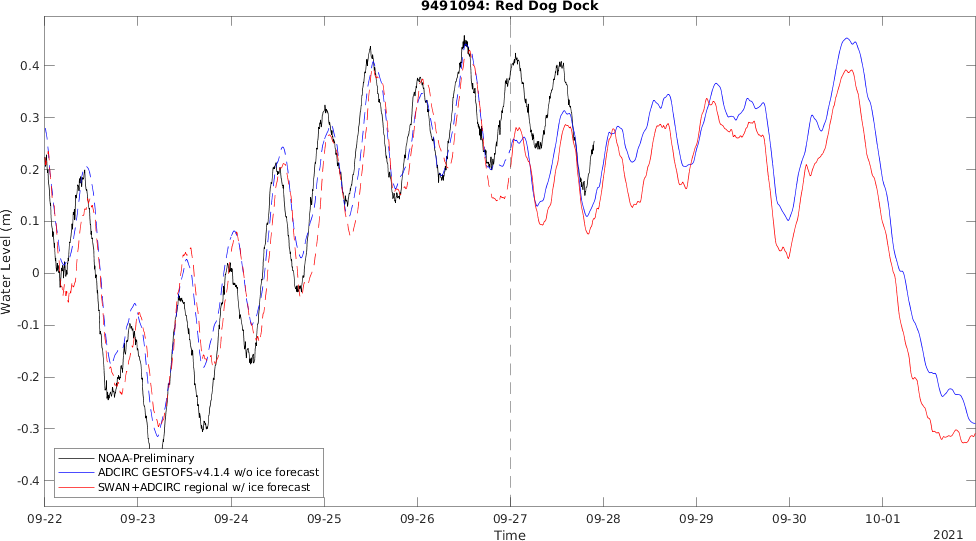 9491094: Red Dog Dock
0.4
0.3
0.2
0.1
0
-0.1
-0.2
-0.3
-0.4
Water Level (m)
NOAA-Preliminary
ADCIRC GESTOFS-v4.1.4 w/o ice forecast
SWAN+ADCIRC regional w/ ice forecast
09-22 09-23 09-24 09-25 09-26 09-27 09-28 09-29 09-30 10-01
Time
2021